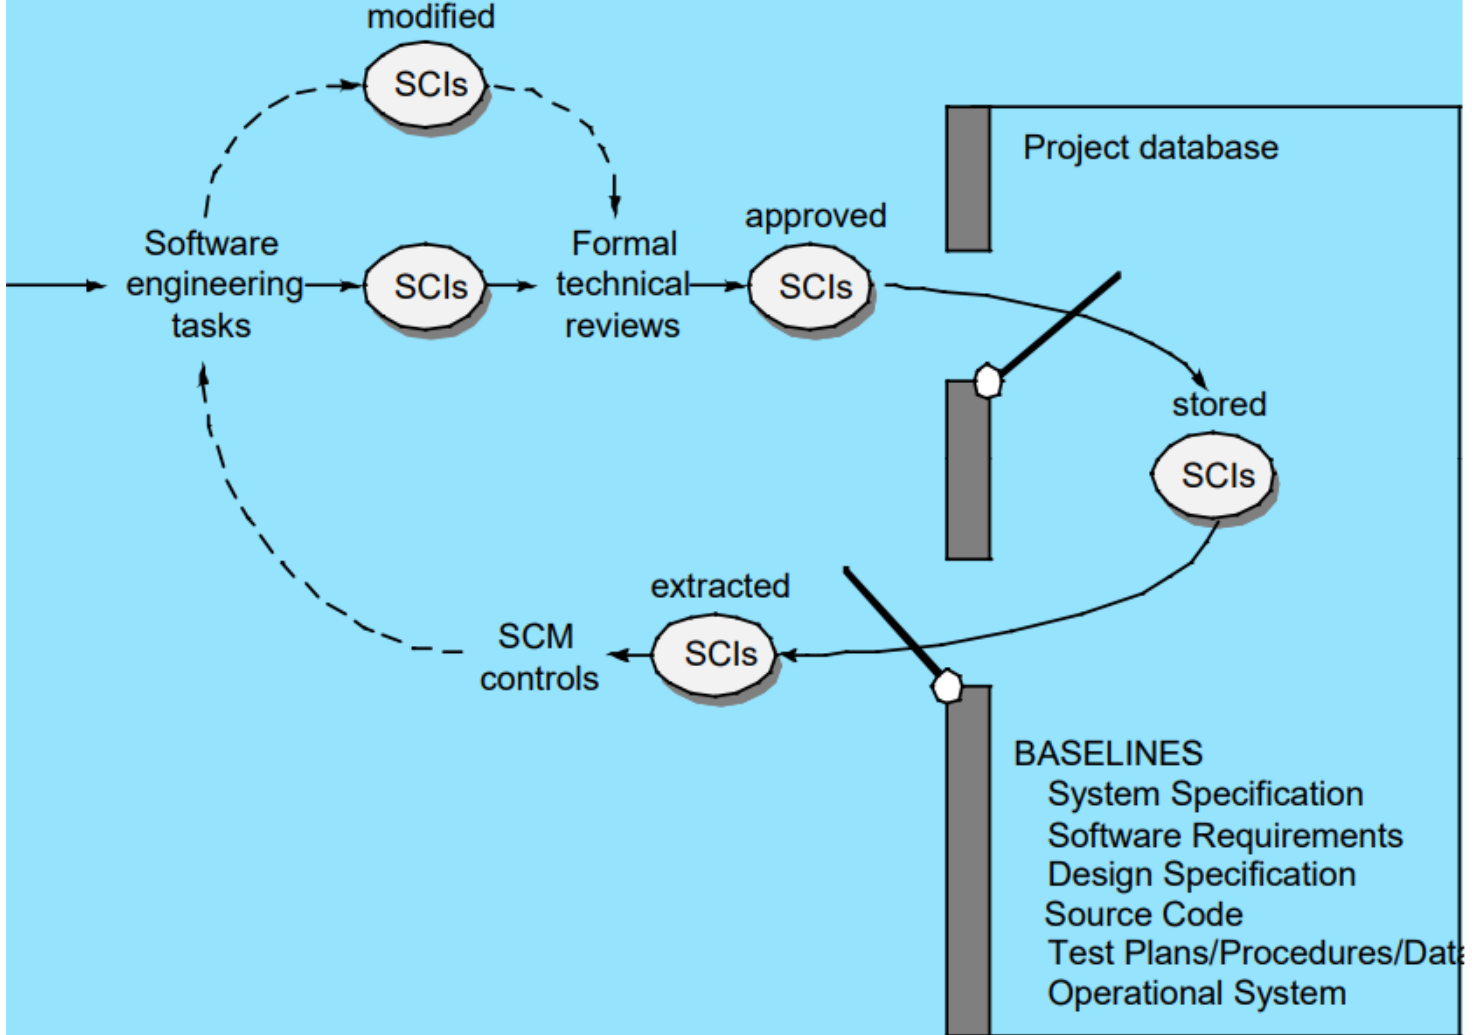 modified
SCIs
Project database
approved
Software
engineering
tasks
SCIs
Formal
technical
reviews
SCIs
stored
SCIs
extracted
SCIs
SCM
controls
BASELINES
System Specification
Software Requirements
Design Specification
Source Code
Test Plans/Procedures/Data
Operational System